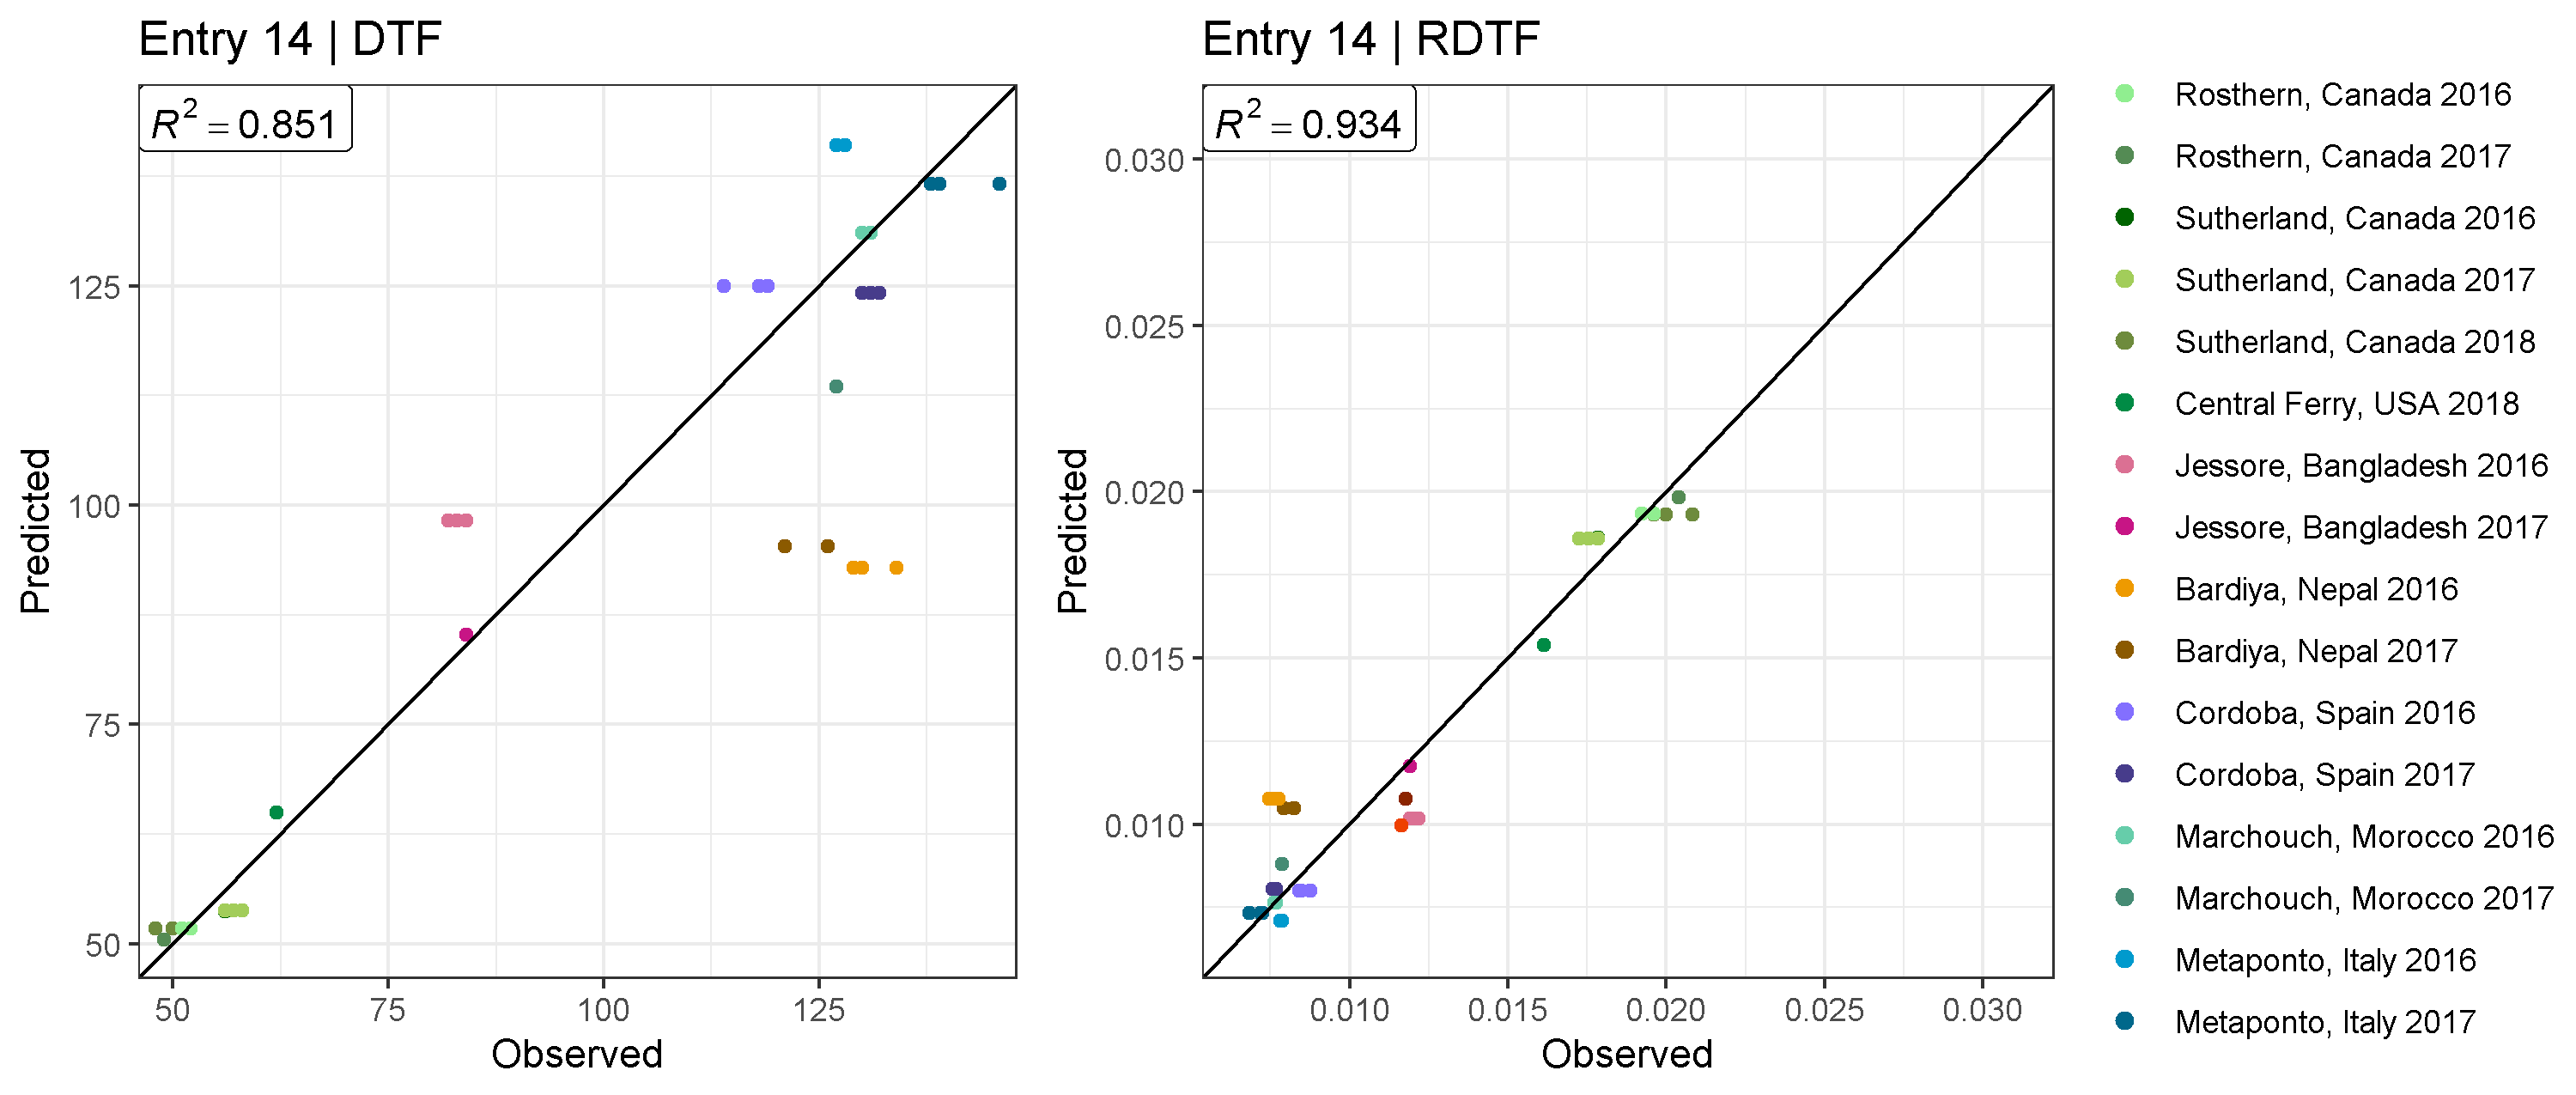 Entry 14 | DTF
R² = 0.851
125
100
75
50
50 75 100 125
Observed
Predicted
Entry 14 | RDTF
R² = 0.934
0.030
0.025
0.020
0.015
0.010
0.010 0.015 0.020 0.025 0.030
Observed
Predicted
Rosthern, Canada 2016
Rosthern, Canada 2017
Sutherland, Canada 2016
Sutherland, Canada 2017
Sutherland, Canada 2018
Central Ferry, USA 2018
Jessore, Bangladesh 2016
Jessore, Bangladesh 2017
Bardiya, Nepal 2016
Bardiya, Nepal 2017
Cordoba, Spain 2016
Cordoba, Spain 2017
Marchouch, Morocco 2016
Marchouch, Morocco 2017
Metaponto, Italy 2016
Metaponto, Italy 2017